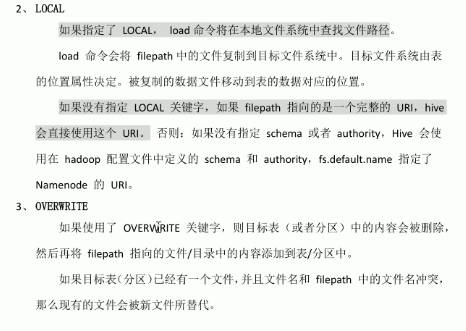 2、 LOCAL
如果指定了 LOCAL， load 命令将在本地文件系统中查找文件路径。
load 命令会将 filepath 中的文件复制到目标文件系统中。目标文件系统由表
的位置属性决定。被复制的数据文件移动到表的数据对应的位置。
如果没有指定 LOCAL 关键字，如果 filepath 指向的是一个完整的 URI，hive
会直接使用这个 URI。 否则：如果没有指定 schema 或者 authority，Hive 会使
用在 hadoop 配置文件中定义的 schema 和 authority，fs.default.name 指定了
Namenode 的 URI。
3、 OVERWRITE
如果使用了 OVERWRITE 关键字，则目标表（或者分区）中的内容会被删除，
然后再将 filepath 指向的文件/目录中的内容添加到表/分区中。
如果目标表（分区）已经有一个文件，并且文件名和 filepath 中的文件名冲突，
那么现有的文件会被新文件所替代。